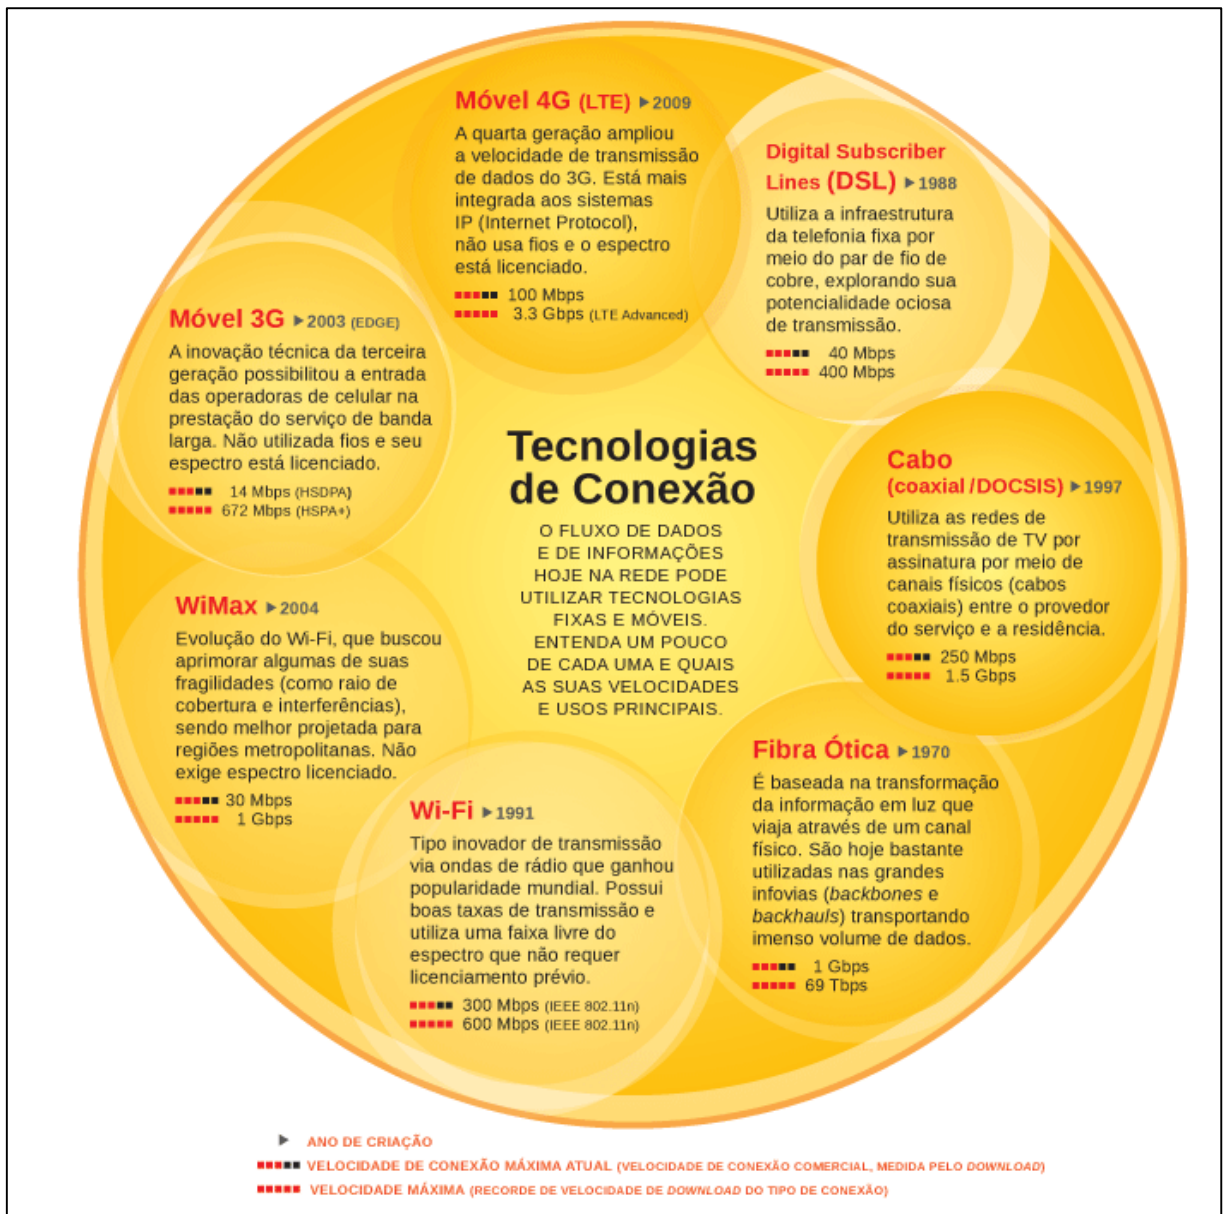 Móvel 4G (LTE) ▶2009
A quarta geração ampliou
a velocidade de transmissão
de dados do 3G. Está mais
integrada aos sistemas
IP (Internet Protocol),
não usa fios e o espectro
está licenciado.
100 Mbps
3.3 Gbps (LTE Advanced)
Digital Subscriber
Lines (DSL) ▶1988
Utiliza a infraestrutura
da telefonia fixa por
meio do par de fio de
cobre, explorando sua
potencialidade ociosa
de transmissão.
40 Mbps
400 Mbps
Móvel 3G ▶2003 (EDGE)
A inovação técnica da terceira
geração possibilitou a entrada
das operadoras de celular na
prestação do serviço de banda
larga. Não utilizada fios e seu
espectro está licenciado.
14 Mbps (HSDPA)
672 Mbps (HSPA+)
Tecnologias
de Conexão
O FLUXO DE DADOS
E DE INFORMAÇÕES
HOJE NA REDE PODE
UTILIZAR TECNOLOGIAS
FIXAS E MÓVEIS.
ENTENDA UM POUCO
DE CADA UMA E QUAIS
AS SUAS VELOCIDADES
E USOS PRINCIPAIS.
Cabo
(coaxial/DOCSIS) ▶1997
Utiliza as redes de
transmissão de TV por
assinatura por meio de
canais físicos (cabos
coaxiais) entre o provedor
do serviço e a residência.
250 Mbps
1.5 Gbps
WiMax ▶2004
Evolução do Wi-Fi, que buscou
aprimorar algumas de suas
fragilidades (como raio de
cobertura e interferências),
sendo melhor projetada para
regiões metropolitanas. Não
exige espectro licenciado.
30 Mbps
1 Gbps
Wi-Fi ▶1991
Tipo inovador de transmissão
via ondas de rádio que ganhou
popularidade mundial. Possui
boas taxas de transmissão e
utiliza uma faixa livre do
espectro que não requer
licenciamento prévio.
300 Mbps (IEEE 802.11n)
600 Mbps (IEEE 802.11n)
Fibra Ótica ▶1970
É baseada na transformação
da informação em luz que
viaja através de um canal
físico. São hoje bastante
utilizadas nas grandes
infovias (backbones e
backhauls) transportando
imenso volume de dados.
1 Gbps
69 Tbps
▶ ANO DE CRIAÇÃO
VELOCIDADE DE CONEXÃO MÁXIMA ATUAL (VELOCIDADE DE CONEXÃO COMERCIAL, MEDIDA PELO DOWNLOAD)
VELOCIDADE MÁXIMA (RECORDE DE VELOCIDADE DE DOWNLOAD DO TIPO DE CONEXÃO)